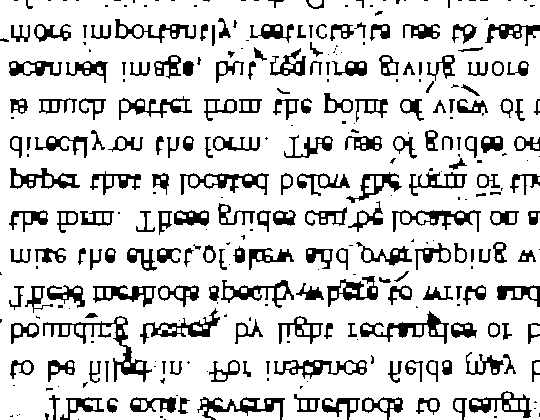 There exist several methods to design
to be filled in. For instance, fields may b
bounding boxes, by light rectangles or b
These methods specify where to write and
mize the effect of skew and overlapping w
the form. These guides can be located on a
paper that is located below the form or the
directly on the form. The use of guides on
is much better from the point of view of t
scanned image, but requires giving more
more importantly, restricts its use to task